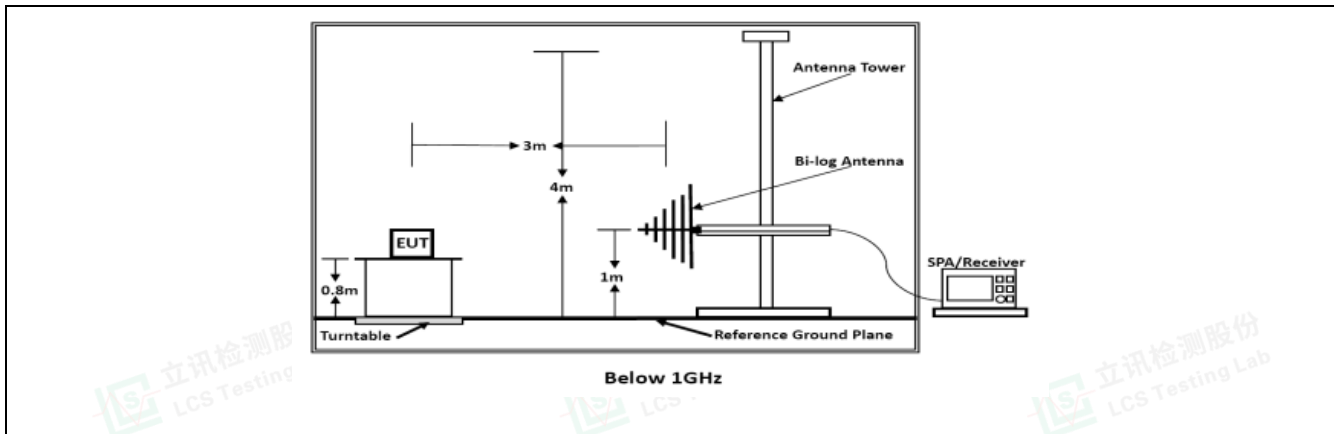 Antenna Tower
3m
Bi-log Antenna
4m
EUT
SPA/Receiver
1m
0.8m
Turntable
Reference Ground Plane
Below 1GHz
立讯检测股
LCS Testing
LCS
立讯检测股份
LCS Testing Lab